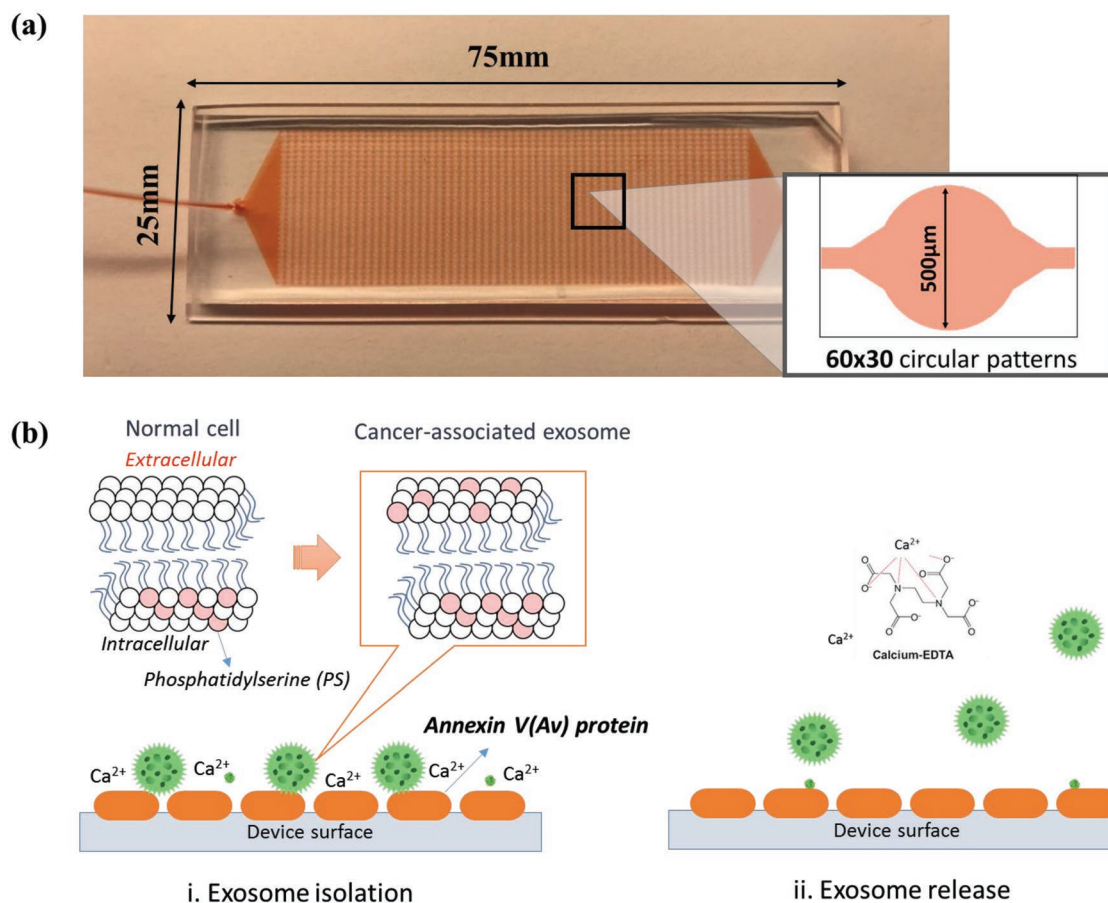 (a)
75mm
25mm
500µm
60x30 circular patterns
(b)
Normal cell
Extracellular
Cancer-associated exosome
Intracellular
Phosphatidylserine (PS)
Annexin V(Av) protein
Ca²⁺
Ca²⁺
Ca²⁺
Ca²⁺
Ca²⁺
Device surface
i. Exosome isolation
Ca²⁺
O⁻
O
O
O⁻
N
N
O⁻
O
O
O⁻
Ca²⁺
Calcium-EDTA
Device surface
ii. Exosome release